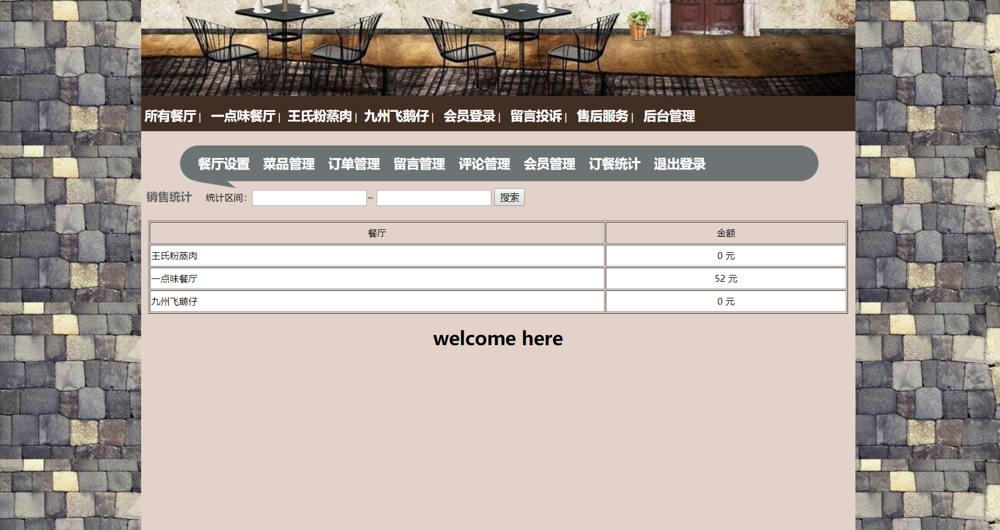 所有餐厅 | 一点味餐厅 | 王氏粉蒸肉 | 九州飞鹅仔 | 会员登录 | 留言投诉 | 售后服务 | 后台管理
餐厅设置 菜品管理 订单管理 留言管理 评论管理 会员管理 订餐统计 退出登录
销售统计 统计区间： ~ 搜索
餐厅 金额
王氏粉蒸肉 0 元
一点味餐厅 52 元
九州飞鹅仔 0 元
welcome here